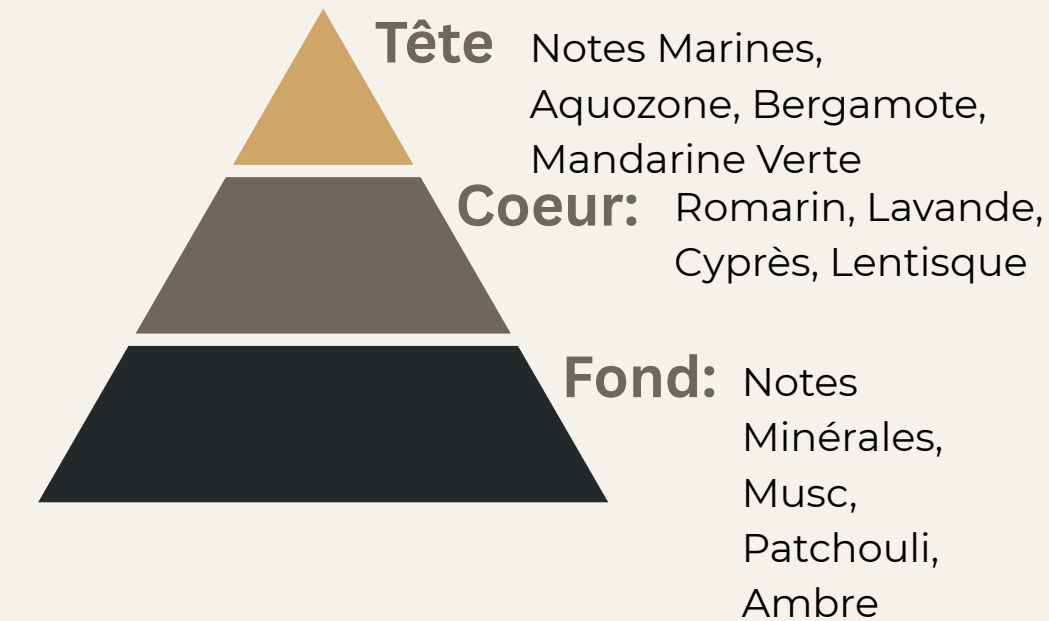 Tête
Notes Marines,
Aquozone, Bergamote,
Mandarine Verte
Coeur:
Romarin, Lavande,
Cyprès, Lentisque
Fond:
Notes
Minérales,
Musc,
Patchouli,
Ambre